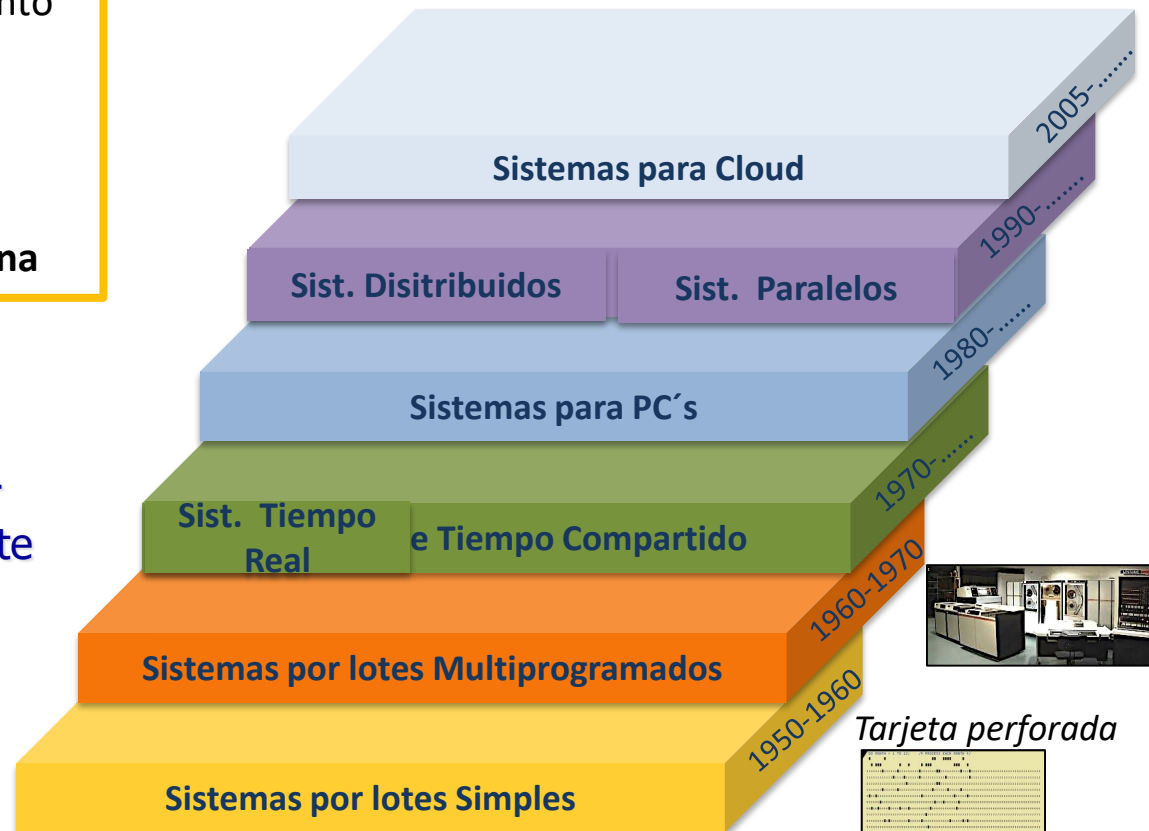 nto
na
te
2005-.......
Sistemas para Cloud
1990-.......
Sist. Disitribuidos
Sist.  Paralelos
1980-......
Sistemas para PC´s
1970-......
Sist.  Tiempo
Real
e Tiempo Compartido
1960-1970
Sistemas por lotes Multiprogramados
1950-1960
Sistemas por lotes Simples
Tarjeta perforada